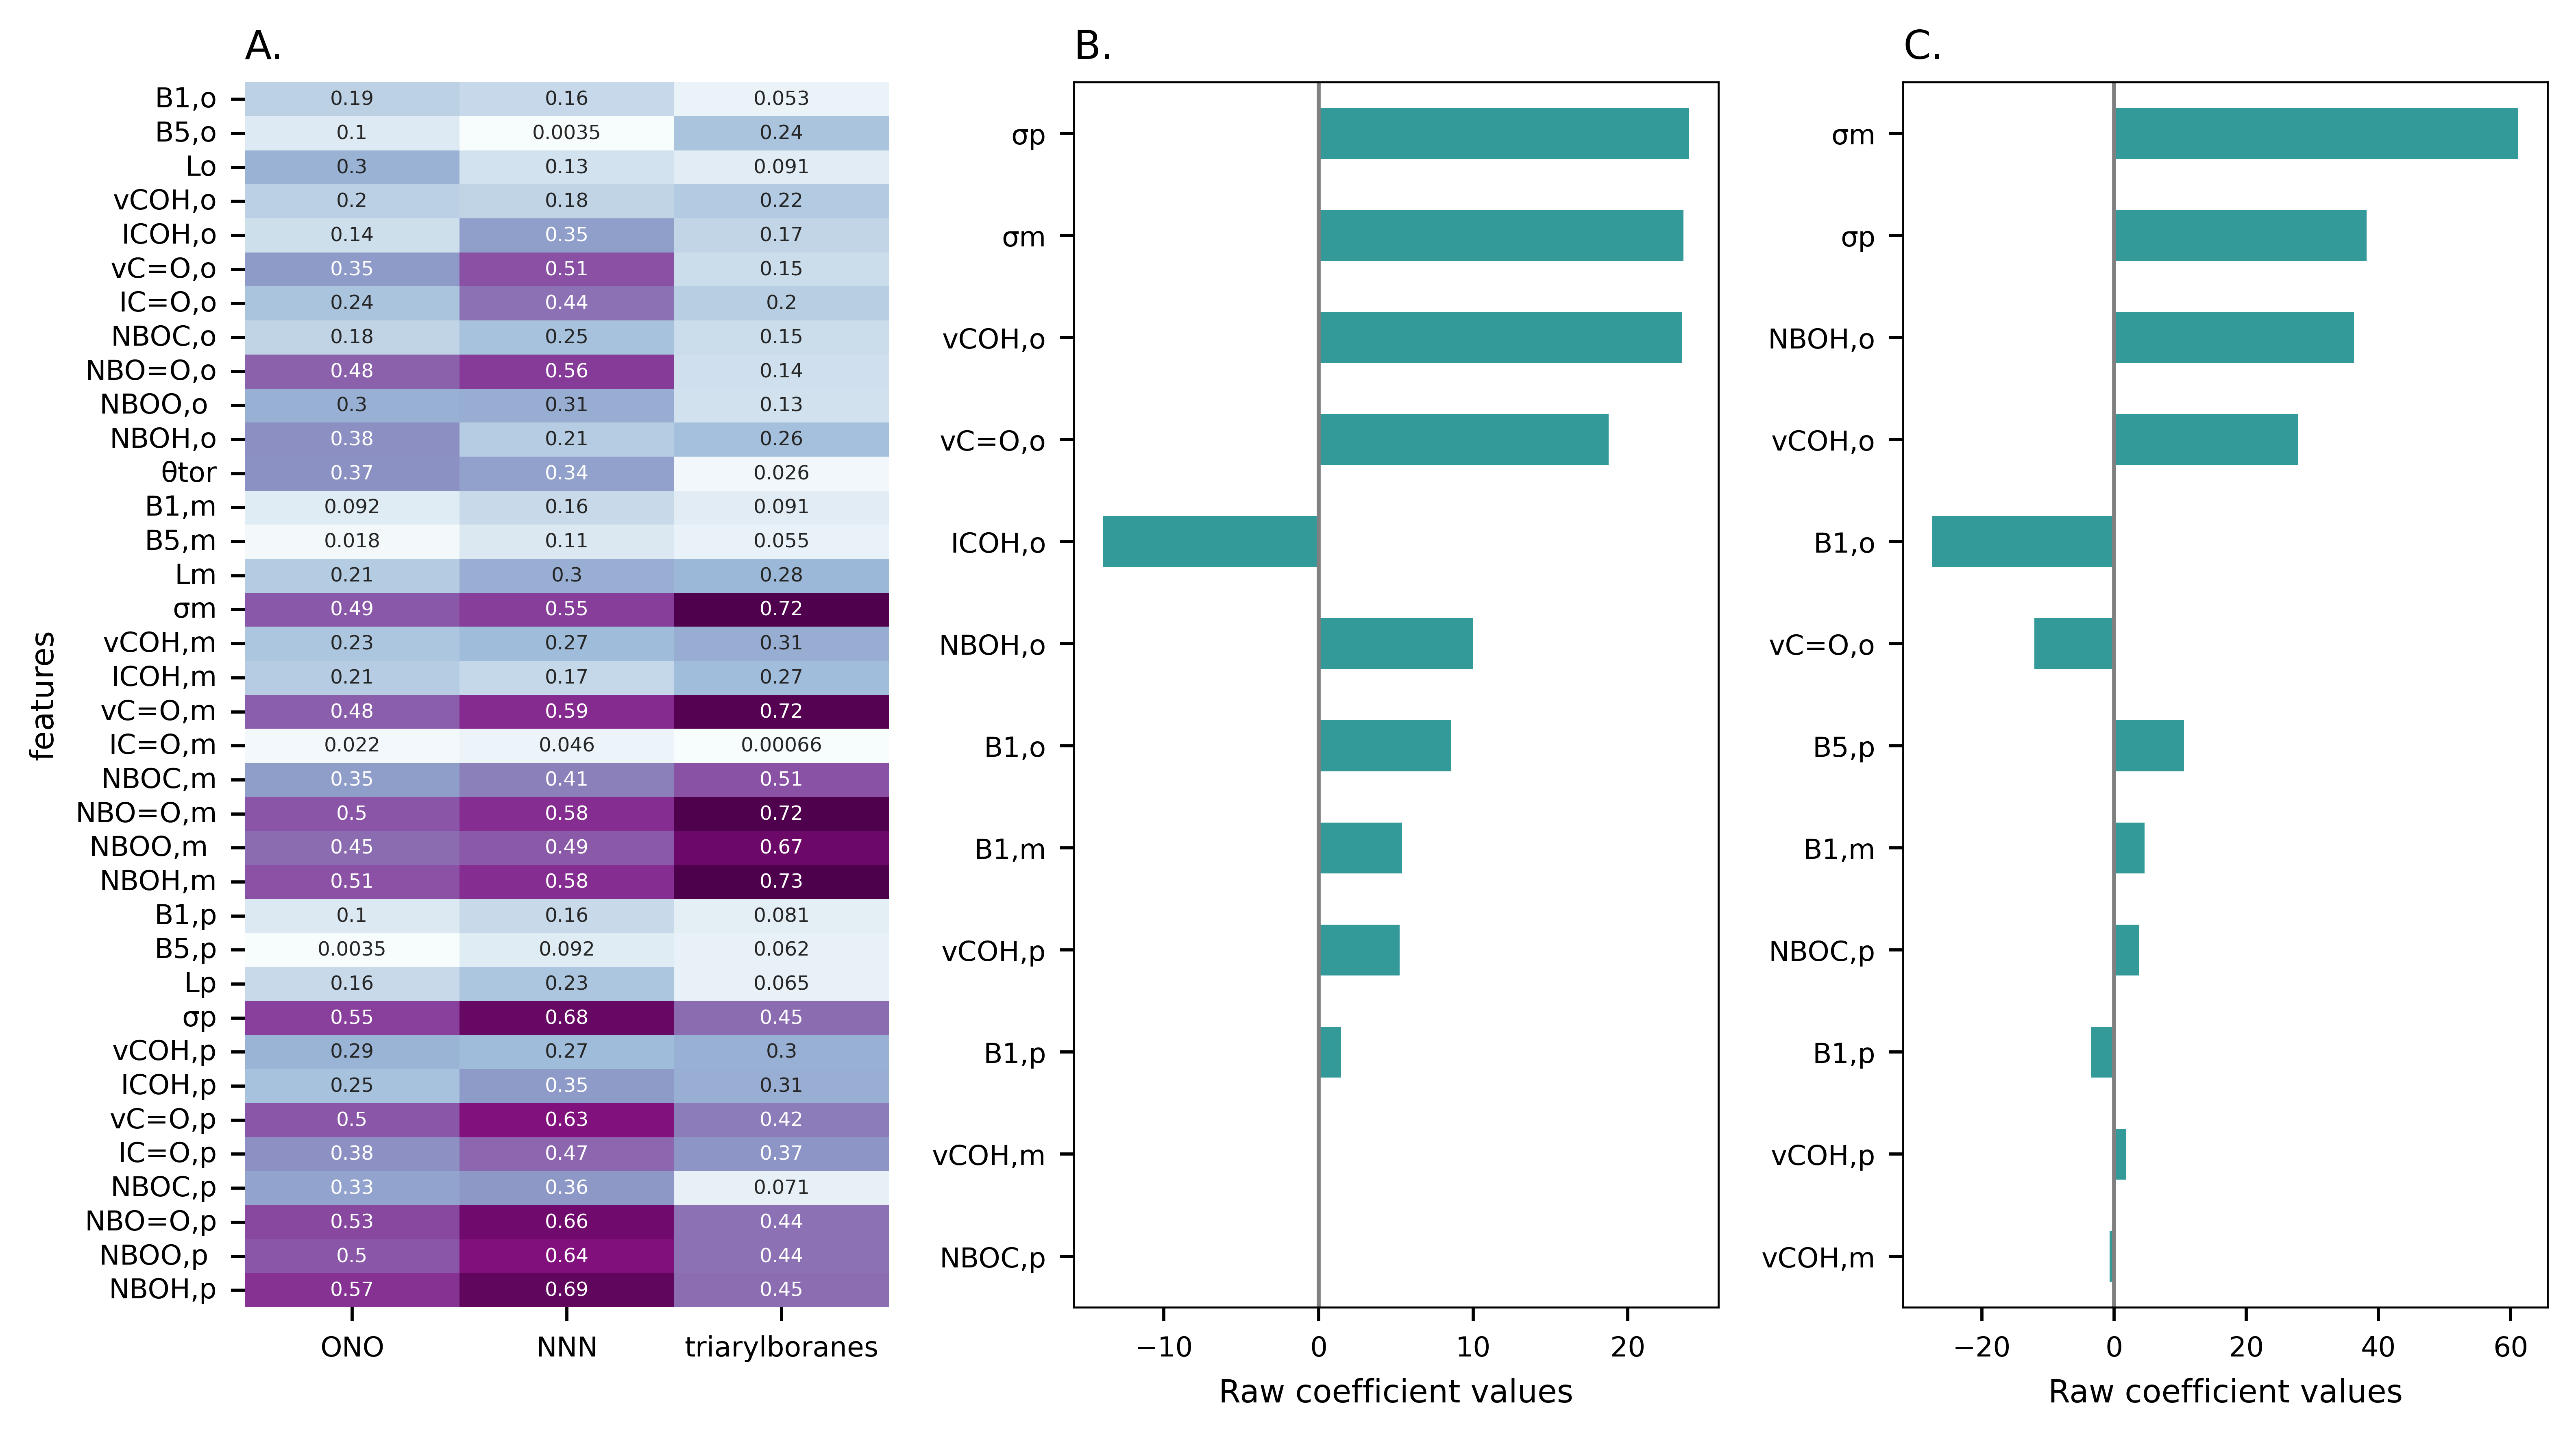 A.
features
B1,o 0.19 0.16 0.053
B5,o 0.1 0.0035 0.24
Lo 0.3 0.13 0.091
vCOH,o 0.2 0.18 0.22
ICOH,o 0.14 0.35 0.17
vC=O,o 0.35 0.51 0.15
IC=O,o 0.24 0.44 0.2
NBOC,o 0.18 0.25 0.15
NBO=O,o 0.48 0.56 0.14
NBOO,o 0.3 0.31 0.13
NBOH,o 0.38 0.21 0.26
θtor 0.37 0.34 0.026
B1,m 0.092 0.16 0.091
B5,m 0.018 0.11 0.055
Lm 0.21 0.3 0.28
σm 0.49 0.55 0.72
vCOH,m 0.23 0.27 0.31
ICOH,m 0.21 0.17 0.27
vC=O,m 0.48 0.59 0.72
IC=O,m 0.022 0.046 0.00066
NBOC,m 0.35 0.41 0.51
NBO=O,m 0.5 0.58 0.72
NBOO,m 0.45 0.49 0.67
NBOH,m 0.51 0.58 0.73
B1,p 0.1 0.16 0.081
B5,p 0.0035 0.092 0.062
Lp 0.16 0.23 0.065
σp 0.55 0.68 0.45
vCOH,p 0.29 0.27 0.3
ICOH,p 0.25 0.35 0.31
vC=O,p 0.5 0.63 0.42
IC=O,p 0.38 0.47 0.37
NBOC,p 0.33 0.36 0.071
NBO=O,p 0.53 0.66 0.44
NBOO,p 0.5 0.64 0.44
NBOH,p 0.57 0.69 0.45
ONO NNN triarylboranes
B.
σp
σm
vCOH,o
vC=O,o
ICOH,o
NBOH,o
B1,o
B1,m
vCOH,p
B1,p
vCOH,m
NBOC,p
−10 0 10 20
Raw coefficient values
C.
σm
σp
NBOH,o
vCOH,o
B1,o
vC=O,o
B5,p
B1,m
NBOC,p
B1,p
vCOH,p
vCOH,m
−20 0 20 40 60
Raw coefficient values